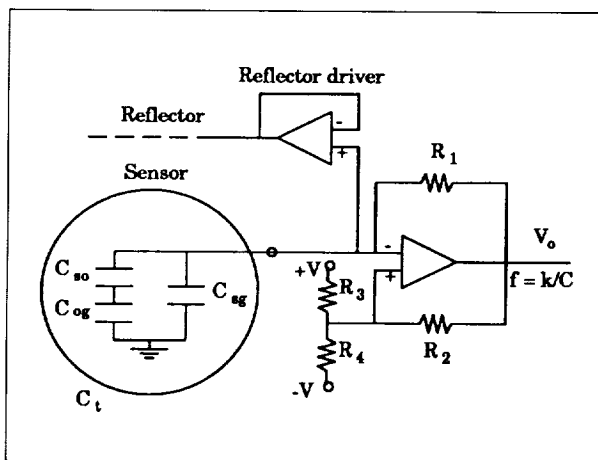 Reflector driver
Reflector
-
+
Sensor
R1
-
+
Vo
f = k/C
Cso
Cog
Csg
+V
R3
R4
-V
R2
Ct